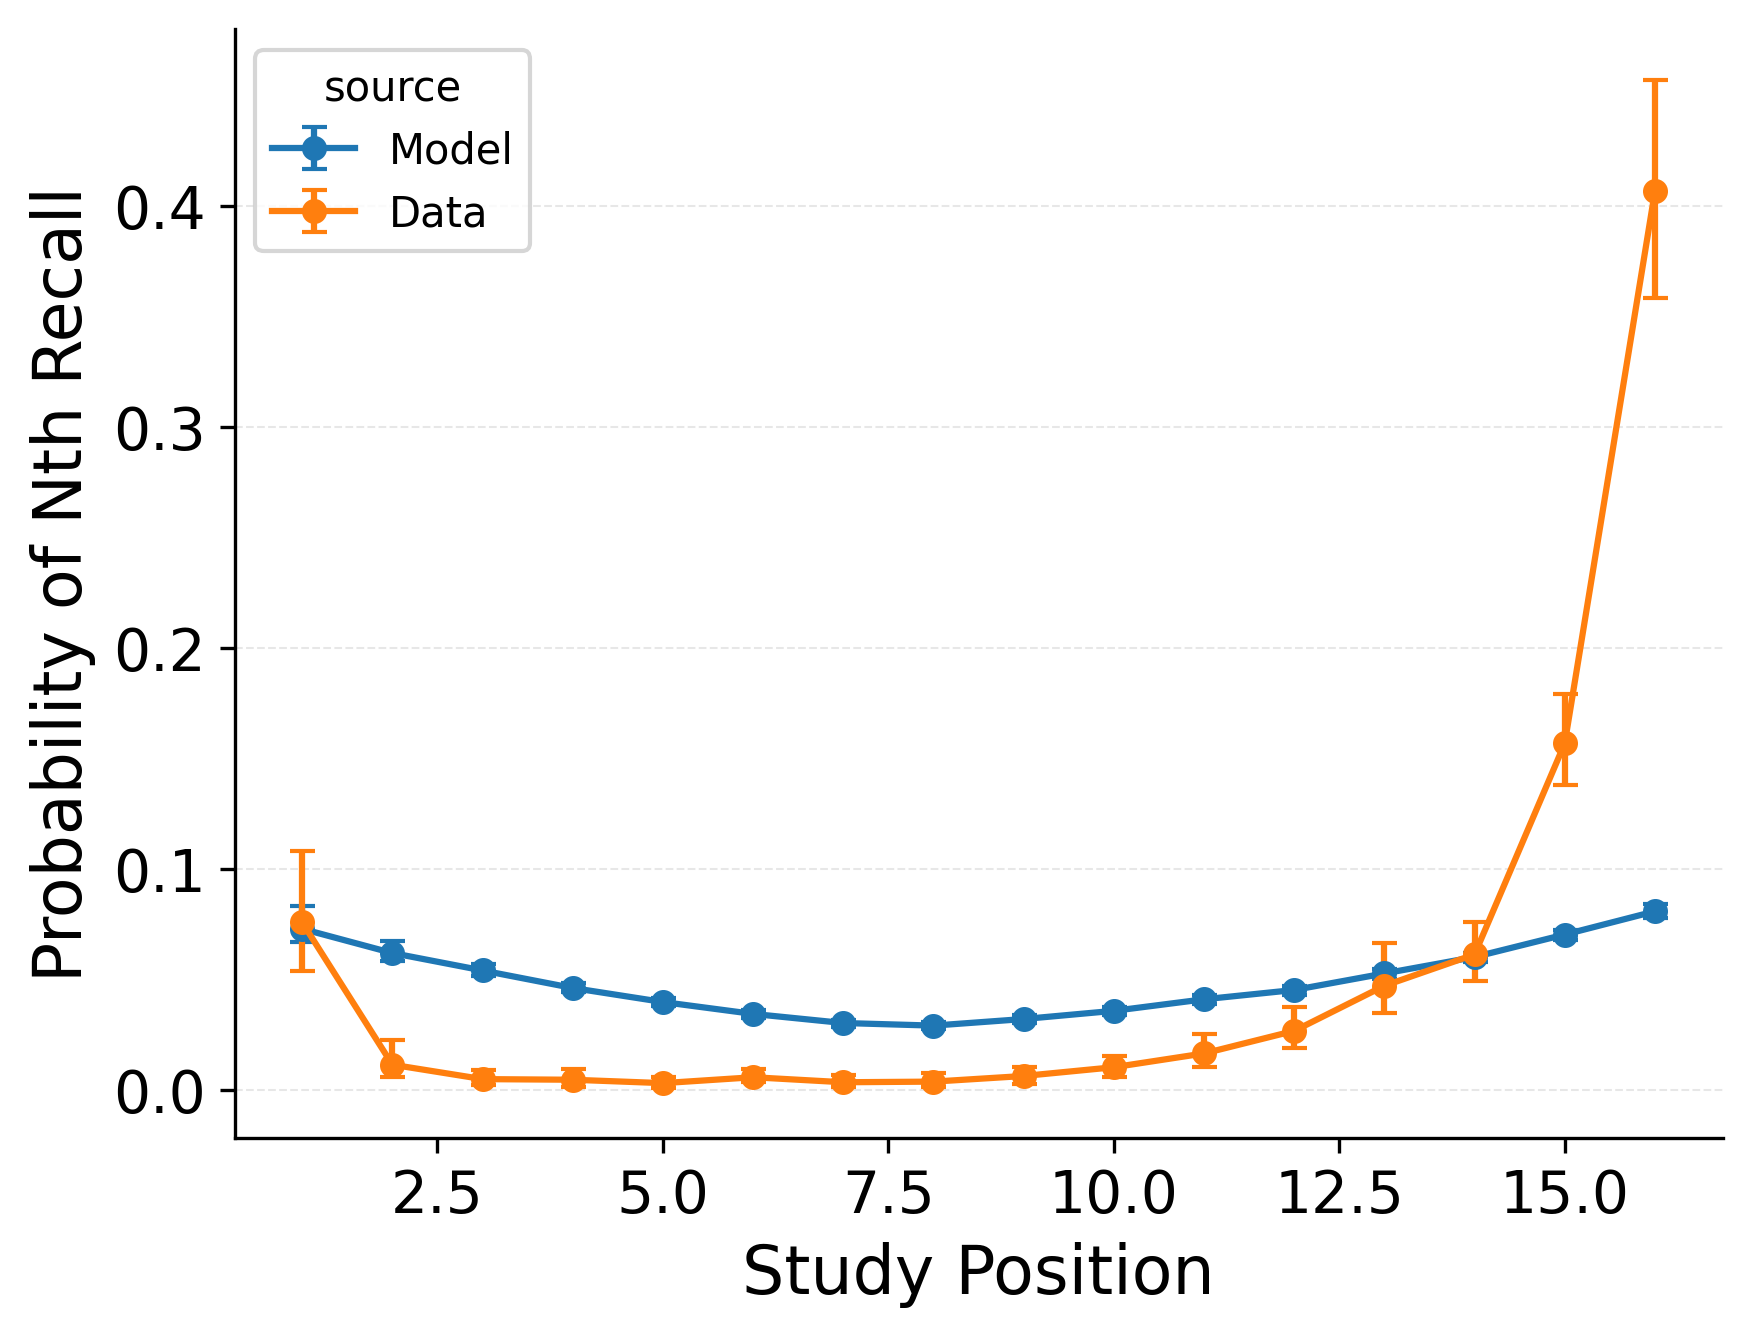 source
Model
Data
Probability of Nth Recall
0.4
0.3
0.2
0.1
0.0
2.5 5.0 7.5 10.0 12.5 15.0
Study Position